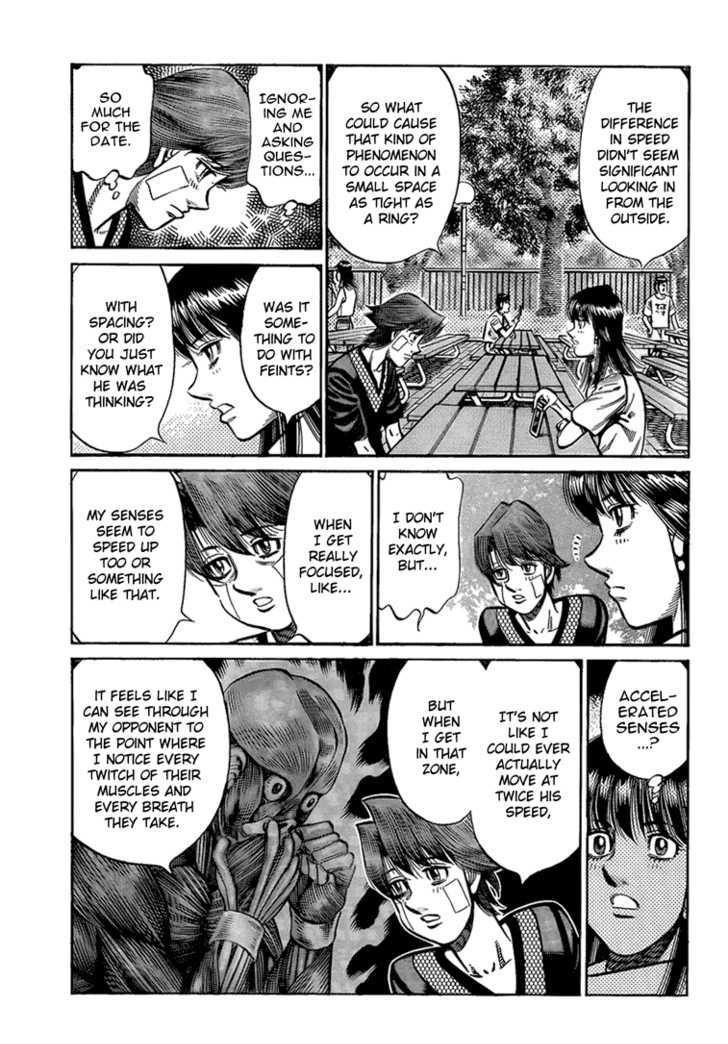 THE
DIFFERENCE
IN SPEED
DIDN'T SEEM
SIGNIFICANT
LOOKING IN
FROM THE
OUTSIDE.
SO WHAT
COULD CAUSE
THAT KIND OF
PHENOMENON
TO OCCUR IN A
SMALL SPACE
AS TIGHT AS
A RING?
IGNOR-
ING ME
AND
ASKING
QUES-
TIONS...
SO
MUCH
FOR THE
DATE.
WAS IT
SOME-
THING
TO DO
WITH
FEINTS?
WITH
SPACING?
OR DID
YOU JUST
KNOW WHAT
HE WAS
THINKING?
I DON'T
KNOW
EXACTLY,
BUT...
WHEN
I GET
REALLY
FOCUSED,
LIKE...
MY SENSES
SEEM TO
SPEED UP
TOO OR
SOMETHING
LIKE THAT.
ACCEL-
ERATED
SENSES
....?
IT'S NOT
LIKE I
COULD EVER
ACTUALLY
MOVE AT
TWICE HIS
SPEED,
BUT
WHEN
I GET
IN THAT
ZONE,
IT FEELS LIKE I
CAN SEE THROUGH
MY OPPONENT TO
THE POINT WHERE
I NOTICE EVERY
TWITCH OF THEIR
MUSCLES AND
EVERY BREATH
THEY TAKE.